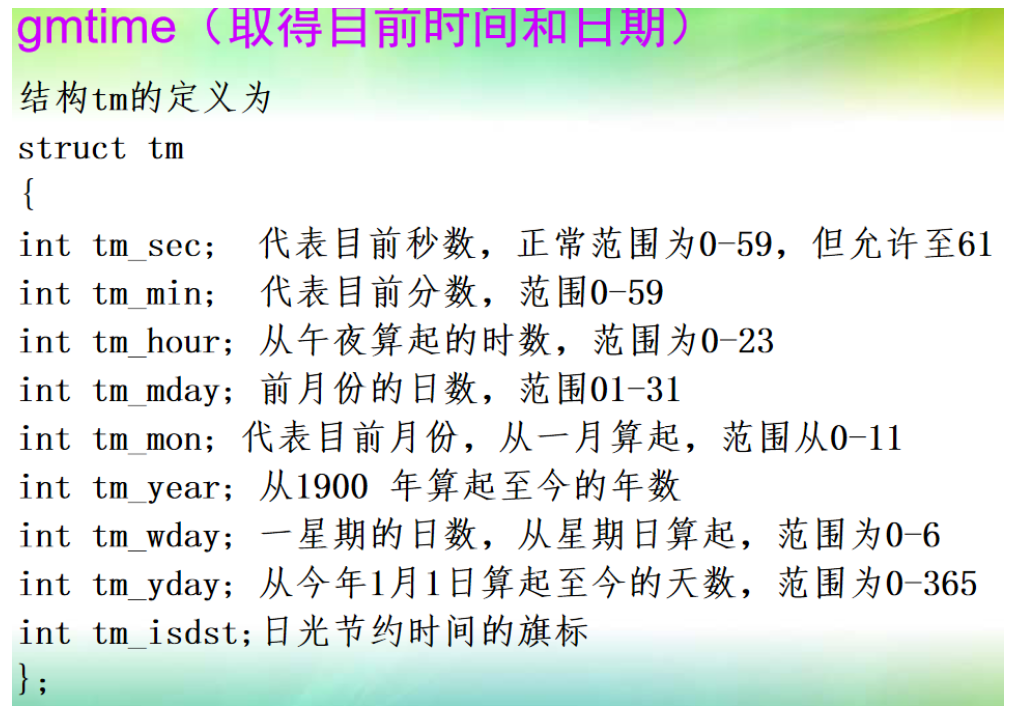 gmtime（取得目前时间和日期）
结构tm的定义为
struct tm
{
int tm_sec; 代表目前秒数，正常范围为0-59，但允许至61
int tm_min; 代表目前分数，范围0-59
int tm_hour; 从午夜算起的时数，范围为0-23
int tm_mday; 前月份的日数，范围01-31
int tm_mon; 代表目前月份，从一月算起，范围从0-11
int tm_year; 从1900 年算起至今的年数
int tm_wday; 一星期的日数，从星期日算起，范围为0-6
int tm_yday; 从今年1月1日算起至今的天数，范围为0-365
int tm_isdst;日光节约时间的旗标
};